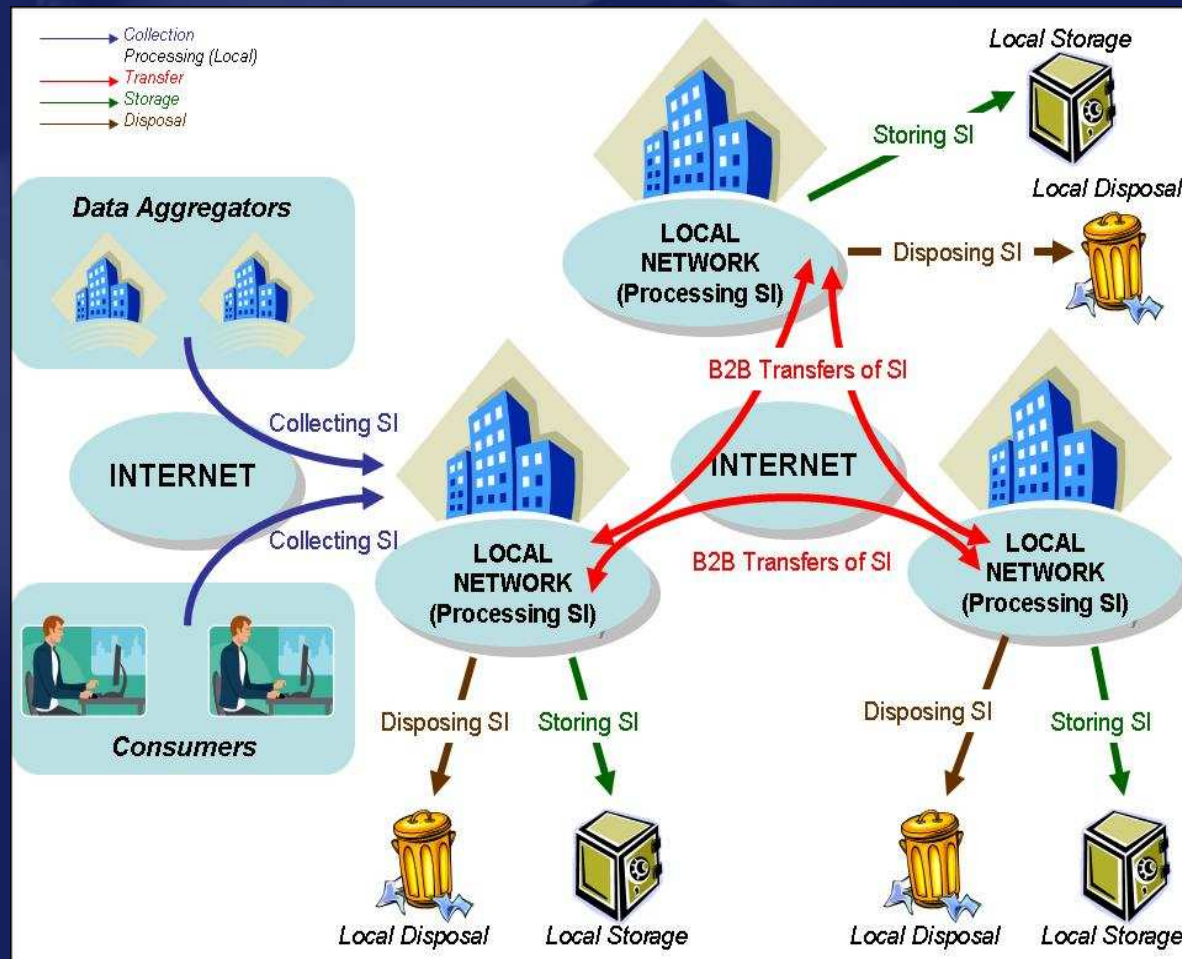 Collection
Processing (Local)
Transfer
Storage
Disposal
Local Storage
Storing SI
Local Disposal
LOCAL
NETWORK
(Processing SI)
Disposing SI
Data Aggregators
B2B Transfers of SI
Collecting SI
INTERNET
INTERNET
Collecting SI
LOCAL
NETWORK
(Processing SI)
B2B Transfers of SI
LOCAL
NETWORK
(Processing SI)
Consumers
Disposing SI
Storing SI
Disposing SI
Storing SI
Local Disposal
Local Storage
Local Disposal
Local Storage